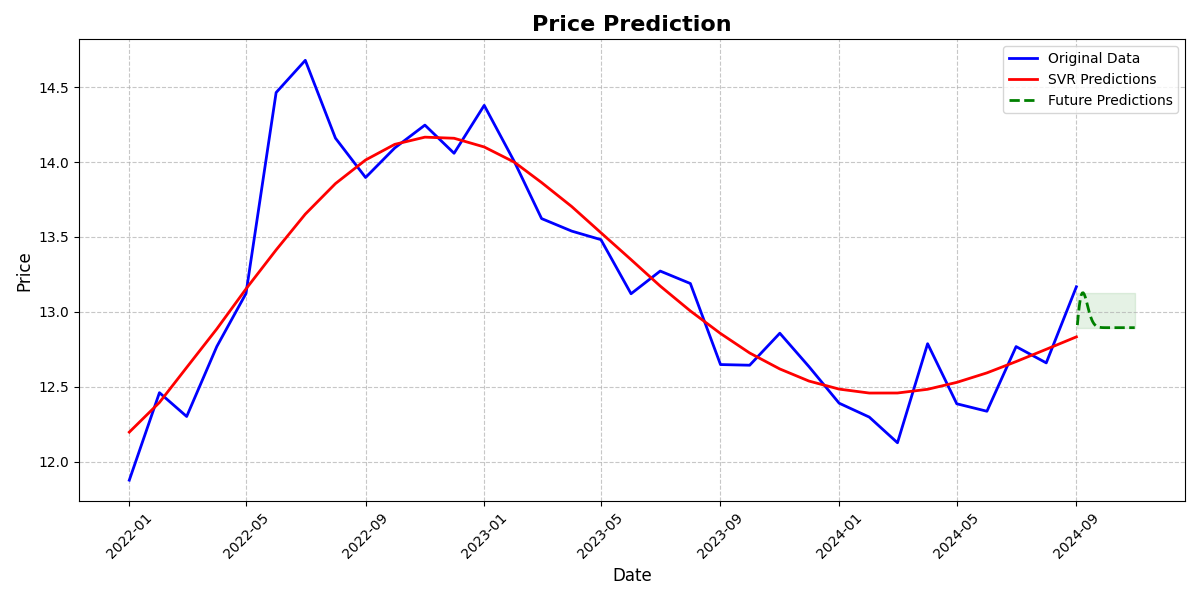 Price Prediction
Original Data
SVR Predictions
Future Predictions
Price
14.5
14.0
13.5
13.0
12.5
12.0
2022-01
2022-05
2022-09
2023-01
2023-05
2023-09
2024-01
2024-05
2024-09
Date